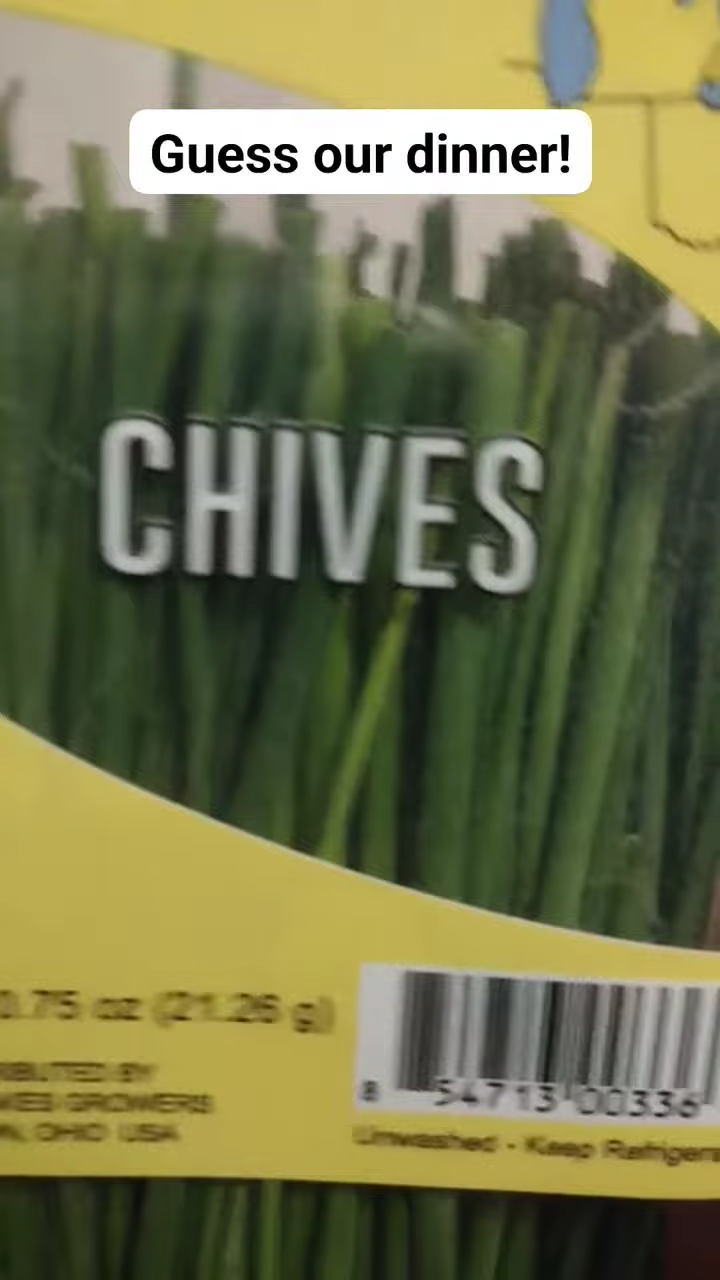 Guess our dinner!
CHIVES
0.75 oz (21.26 g)
BUTED BY
GROWERS
OHIO USA
8 54713 00336
Unwashed - Keep Refrigera